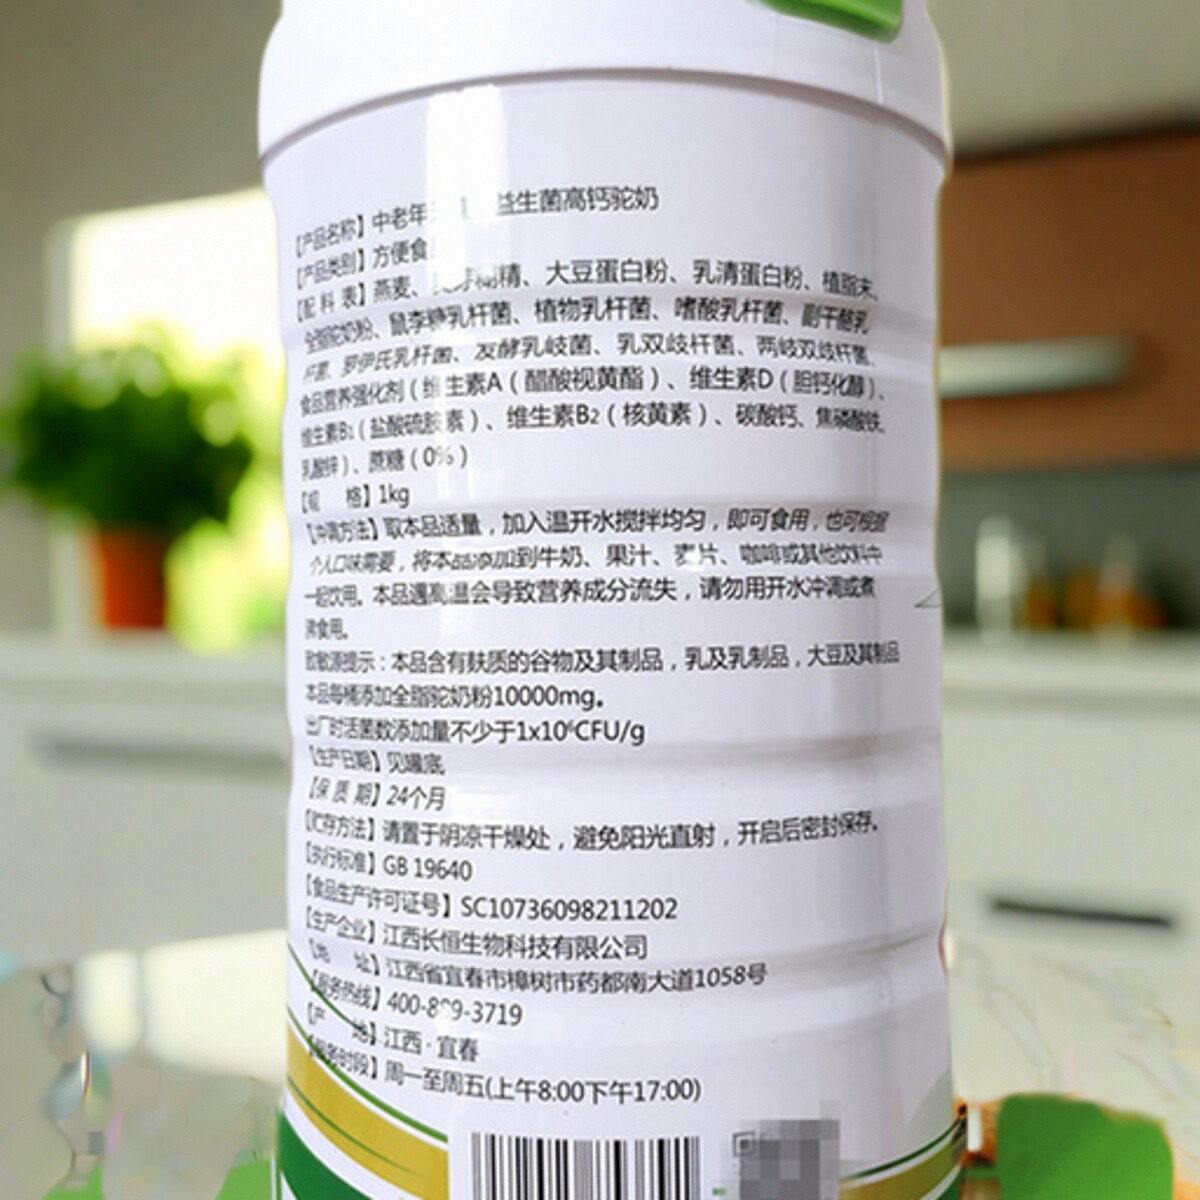 【产品名称】中老年 益生菌高钙驼奶
【产品类别】方便食
【配 料 表】燕麦、 糊精、大豆蛋白粉、乳清蛋白粉、植脂末、
全脂驼奶粉、鼠李糖乳杆菌、植物乳杆菌、嗜酸乳杆菌、副干酪乳
杆菌、罗伊氏乳杆菌、发酵乳岐菌、乳双歧杆菌、两岐双歧杆菌、
食品营养强化剂（维生素A（醋酸视黄酯）、维生素D（胆钙化醇）、
维生素B1（盐酸硫胺素）、维生素B2（核黄素）、碳酸钙、焦磷酸铁、
乳酸锌）、蔗糖（0%）
【规 格】1kg
【冲调方法】取本品适量，加入温开水搅拌均匀，即可食用，也可根据
个人口味需要，将本品添加到牛奶、果汁、麦片、咖啡或其他饮料中
一起饮用。本品遇高温会导致营养成分流失，请勿用开水冲调或煮
沸食用。
致敏源提示：本品含有麸质的谷物及其制品，乳及乳制品，大豆及其制品
本品每桶添加全脂驼奶粉10000mg。
出厂时活菌数添加量不少于1x10⁶CFU/g
【生产日期】见罐底
【保 质 期】24个月
【贮存方法】请置于阴凉干燥处，避免阳光直射，开启后密封保存。
【执行标准】GB 19640
【食品生产许可证号】SC10736098211202
【生产企业】江西长恒生物科技有限公司
【地 址】江西省宜春市樟树市药都南大道1058号
【服务热线】400-8 9-3719
【产 地】江西·宜春
【服务时段】周一至周五(上午8:00下午17:00)